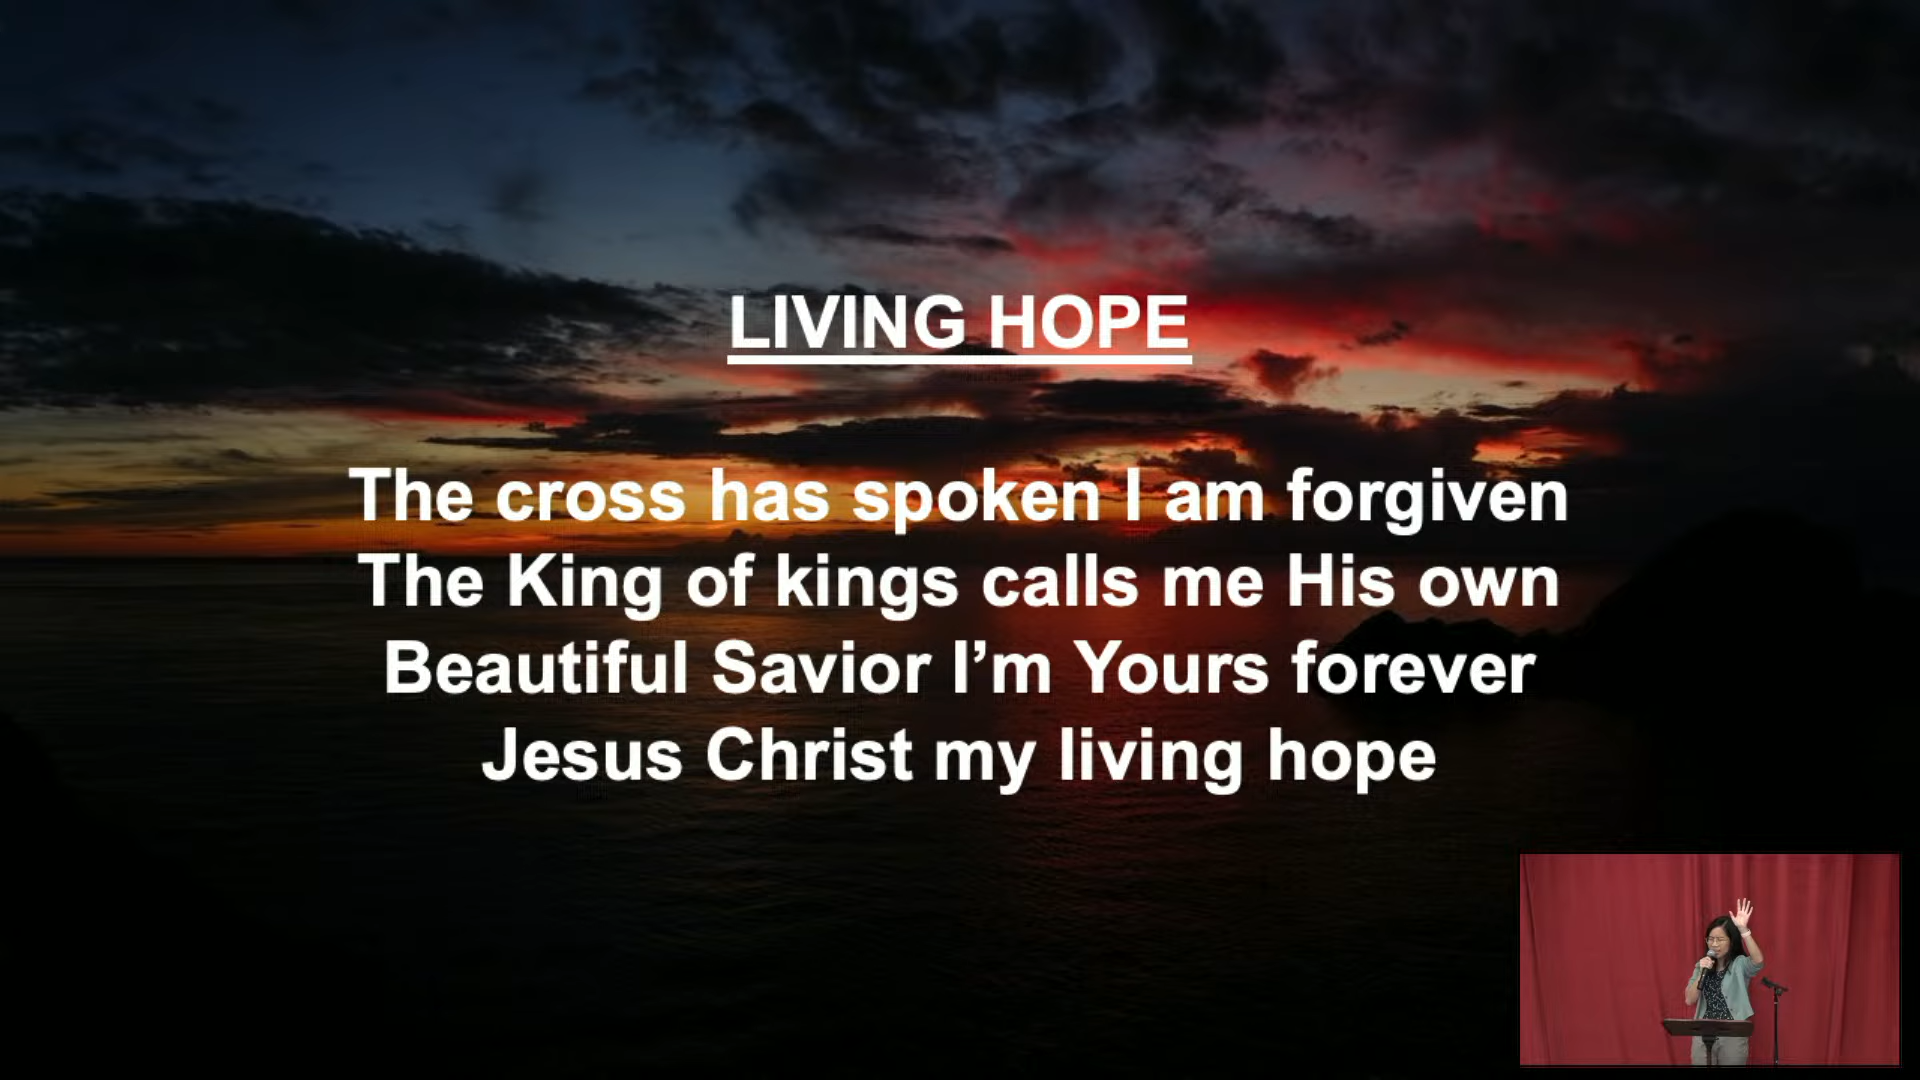 LIVING HOPE
The cross has spoken I am forgiven
The King of kings calls me His own
Beautiful Savior I’m Yours forever
Jesus Christ my living hope